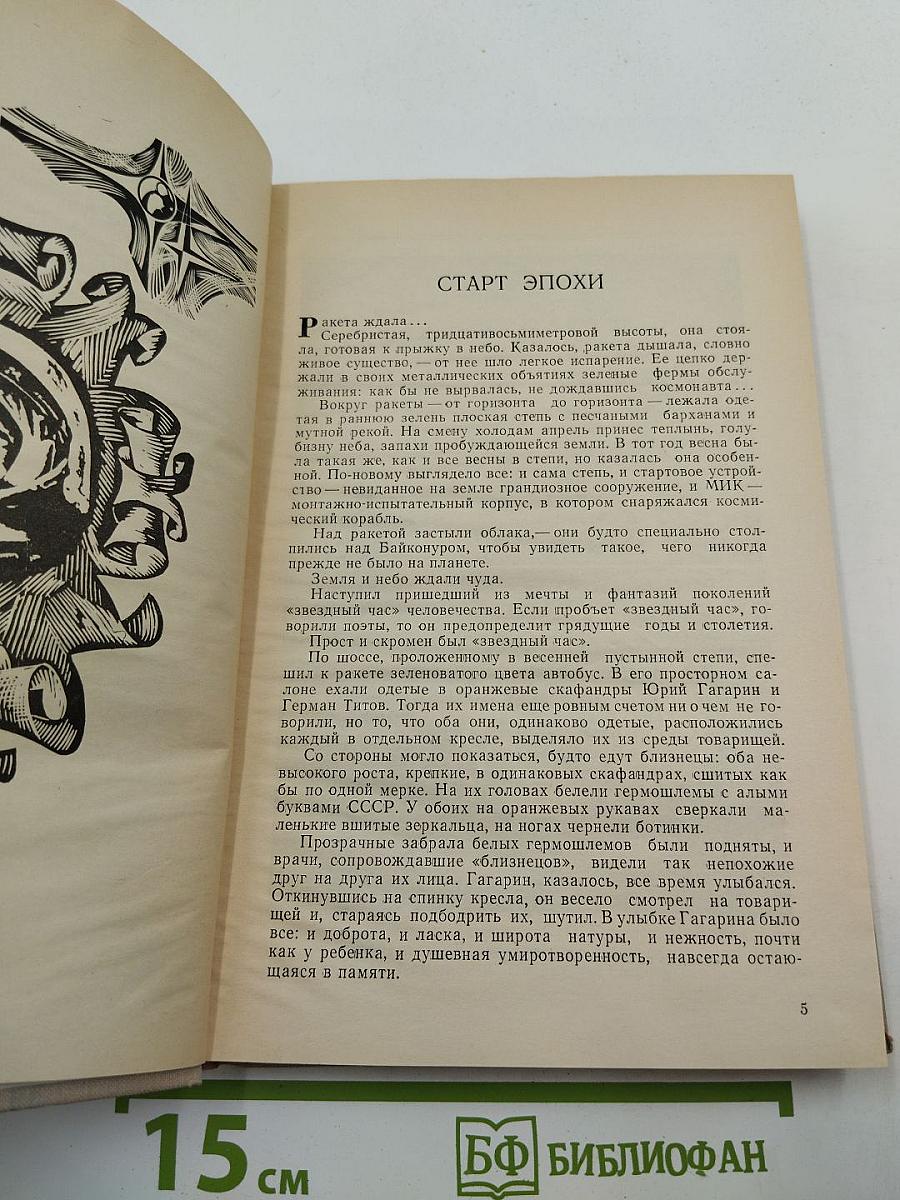 СТАРТ ЭПОХИ
Ракета ждала...
Серебристая, тридцативосьмиметровой высоты, она стоя-
ла, готовая к прыжку в небо. Казалось, ракета дышала, словно
живое существо, — от нее шло легкое испарение. Ее цепко дер-
жали в своих металлических объятиях зеленые фермы обслу-
живания: как бы не вырвалась, не дождавшись космонавта...
Вокруг ракеты — от горизонта до горизонта — лежала оде-
тая в раннюю зелень плоская степь с песчаными барханами и
мутной рекой. На смену холодам апрель принес теплынь, голу-
бизну неба, запахи пробуждающейся земли. В тот год весна бы-
ла такая же, как и все весны в степи, но казалась она особен-
ной. По-новому выглядело все: и сама степь, и стартовое устрой-
ство — невиданное на земле грандиозное сооружение, и МИК —
монтажно-испытательный корпус, в котором снаряжался косми-
ческий корабль.
Над ракетой застыли облака,— они будто специально стол-
пились над Байконуром, чтобы увидеть такое, чего никогда
прежде не было на планете.
Земля и небо ждали чуда.
Наступил пришедший из мечты и фантазий поколений
«звездный час» человечества. Если пробъет «звездный час», го-
ворили поэты, то он предопределит грядущие годы и столетия.
Прост и скромен был «звездный час».
По шоссе, проложенному в весенней пустынной степи, спе-
шил к ракете зеленоватого цвета автобус. В его просторном са-
лоне ехали одетые в оранжевые скафандры Юрий Гагарин и
Герман Титов. Тогда их имена еще ровным счетом ни о чем не го-
ворили, но то, что оба они, одинаково одетые, расположились
каждый в отдельном кресле, выделяло их из среды товарищей.
Со стороны могло показаться, будто едут близнецы: оба не-
высокого роста, крепкие, в одинаковых скафандрах, сшитых как
бы по одной мерке. На их головах белели гермошлемы с алыми
буквами СССР. У обоих на оранжевых рукавах сверкали ма-
ленькие вшитые зеркальца, на ногах чернели ботинки.
Прозрачные забрала белых гермошлемов были подняты, и
врачи, сопровождавшие «близнецов», видели так непохожие
друг на друга их лица. Гагарин, казалось, все время улыбался.
Откинувшись на спинку кресла, он весело смотрел на товари-
щей и, стараясь подбодрить их, шутил. В улыбке Гагарина было
все: и доброта, и ласка, и широта натуры, и нежность, почти
как у ребенка, и душевная умиротворенность, навсегда остаю-
щаяся в памяти.
5
15 см
БФ БИБЛИОФАН